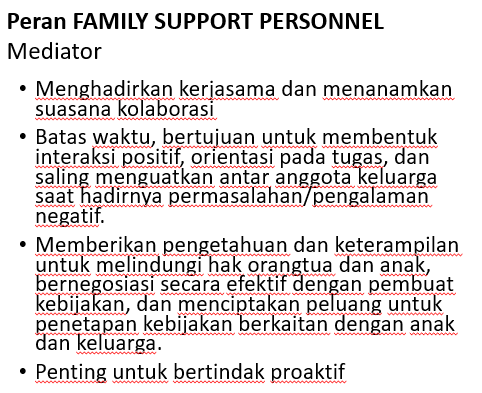 Peran FAMILY SUPPORT PERSONNEL
Mediator
• Menghadirkan kerjasama dan menanamkan
suasana kolaborasi
• Batas waktu, bertujuan untuk membentuk
interaksi positif, orientasi pada tugas, dan
saling menguatkan antar anggota keluarga
saat hadirnya permasalahan/pengalaman
negatif.
• Memberikan pengetahuan dan keterampilan
untuk melindungi hak orangtua dan anak,
bernegosiasi secara efektif dengan pembuat
kebijakan, dan menciptakan peluang untuk
penetapan kebijakan berkaitan dengan anak
dan keluarga.
• Penting untuk bertindak proaktif